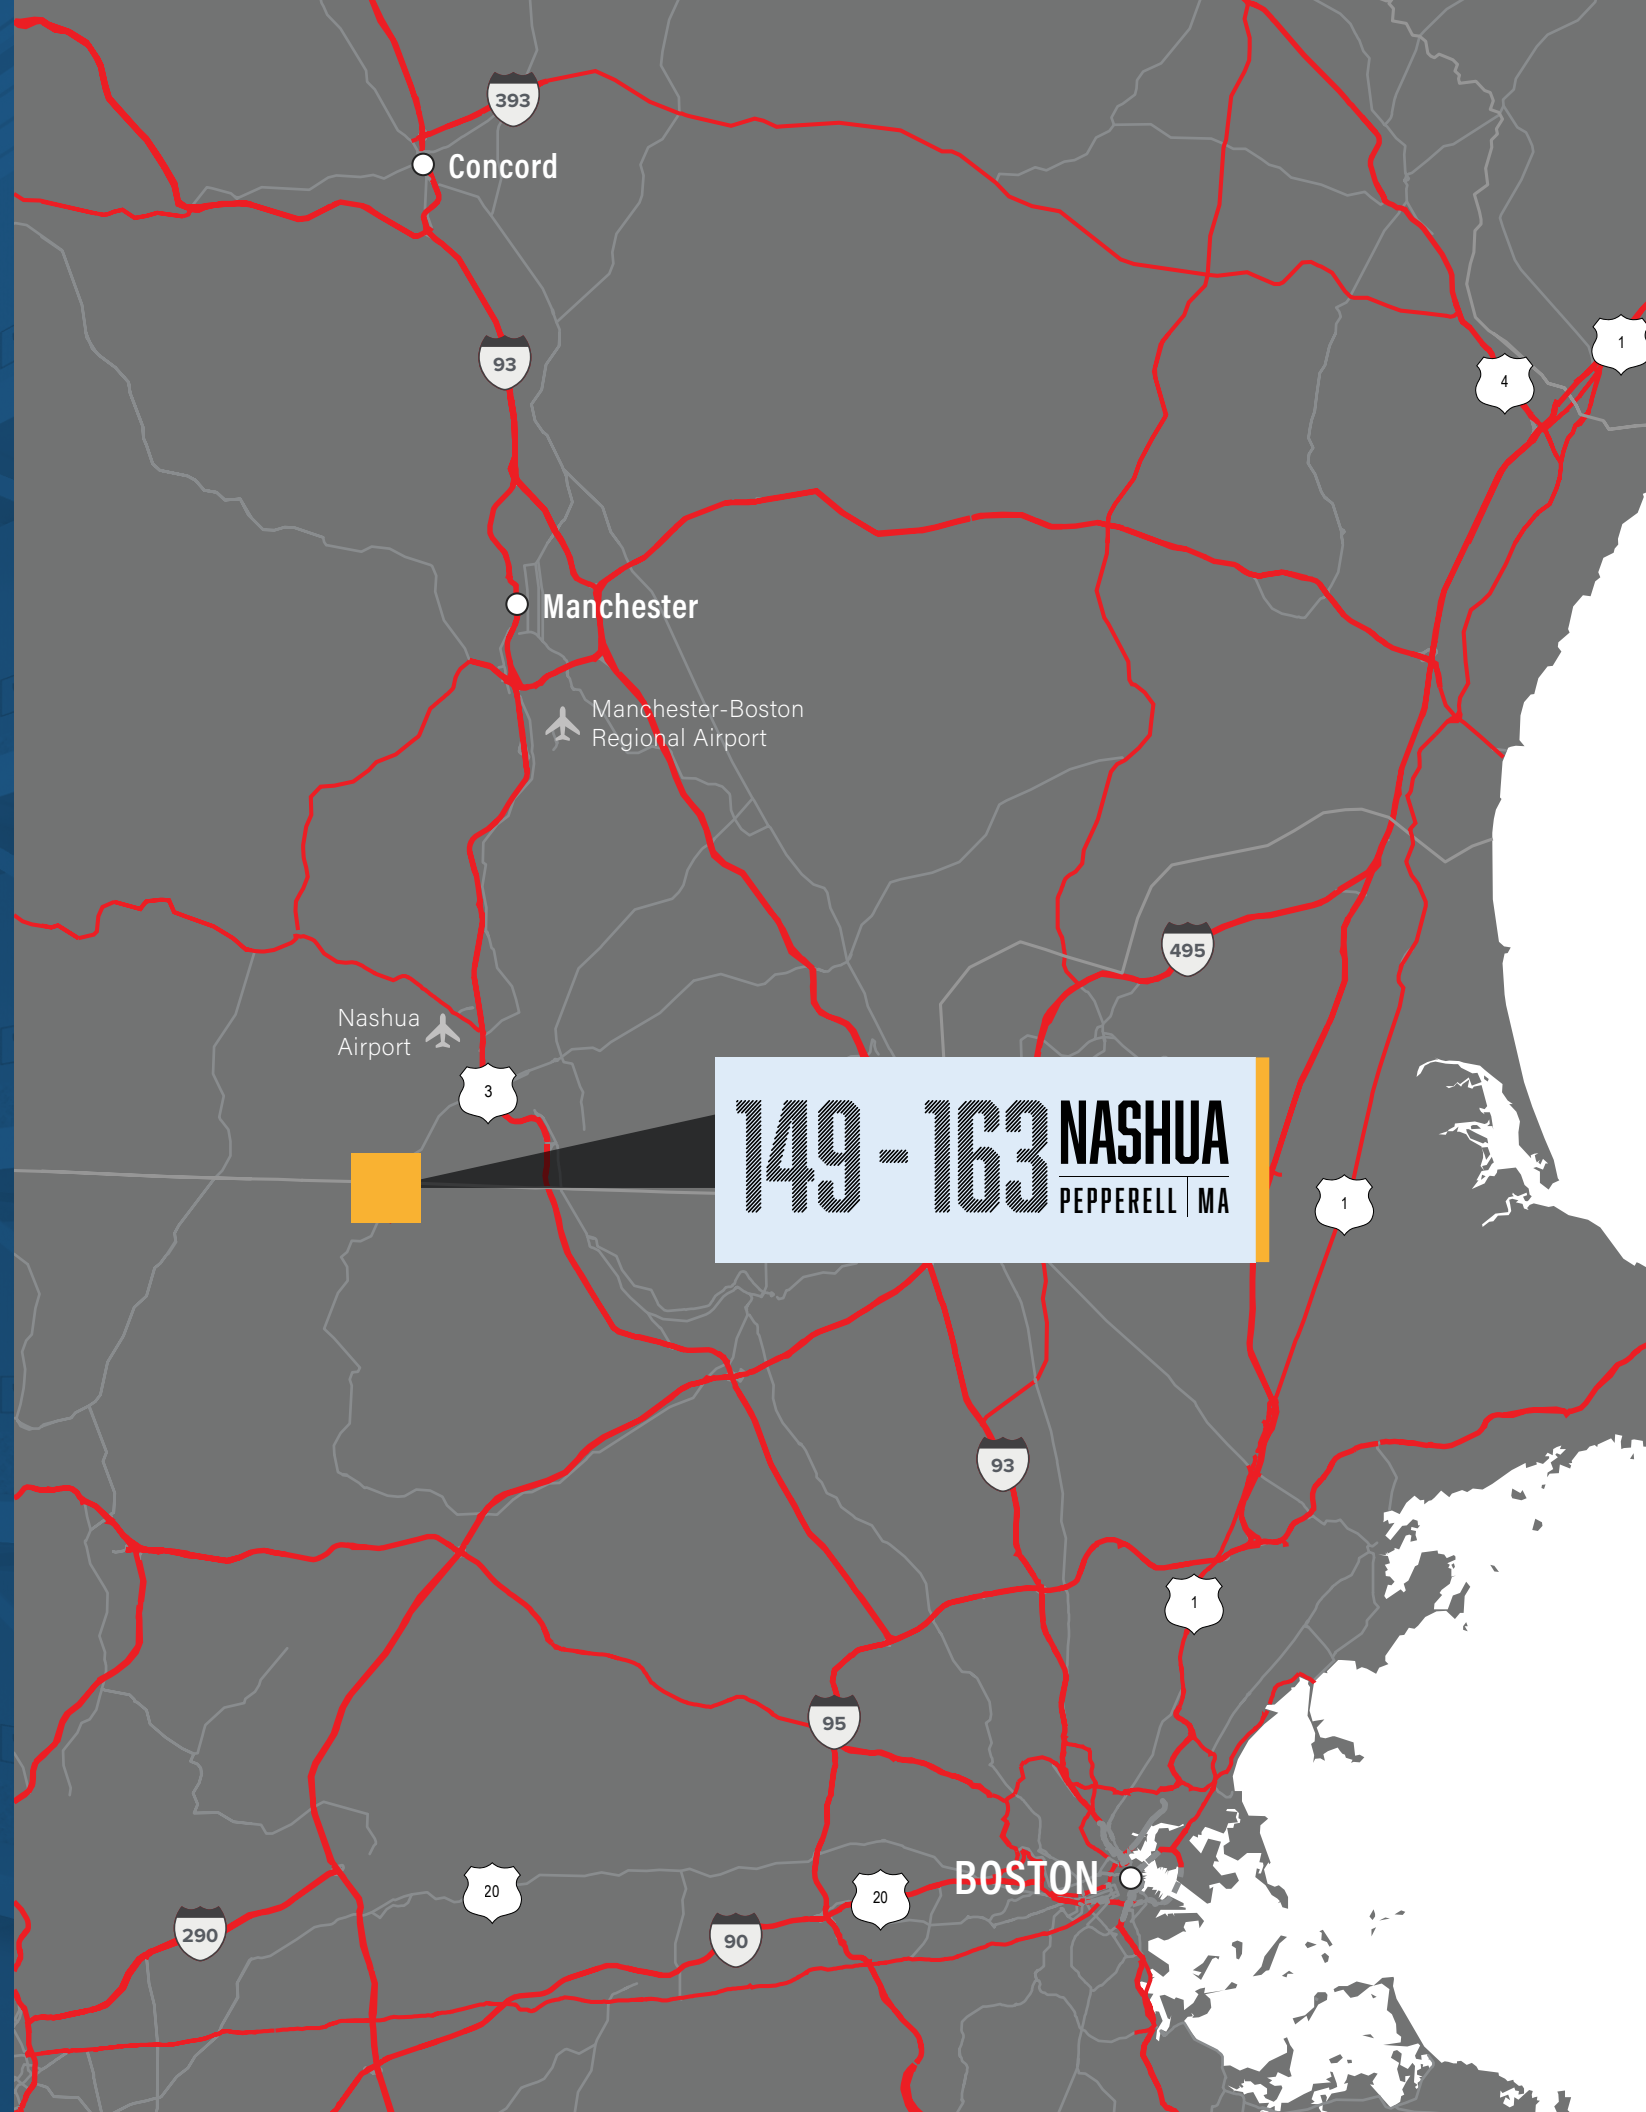 393
Concord
93
1
4
Manchester
Manchester-Boston
Regional Airport
495
Nashua
Airport
3
149 - 163 NASHUA
PEPPERELL | MA
1
93
1
95
BOSTON
20
20
290
90